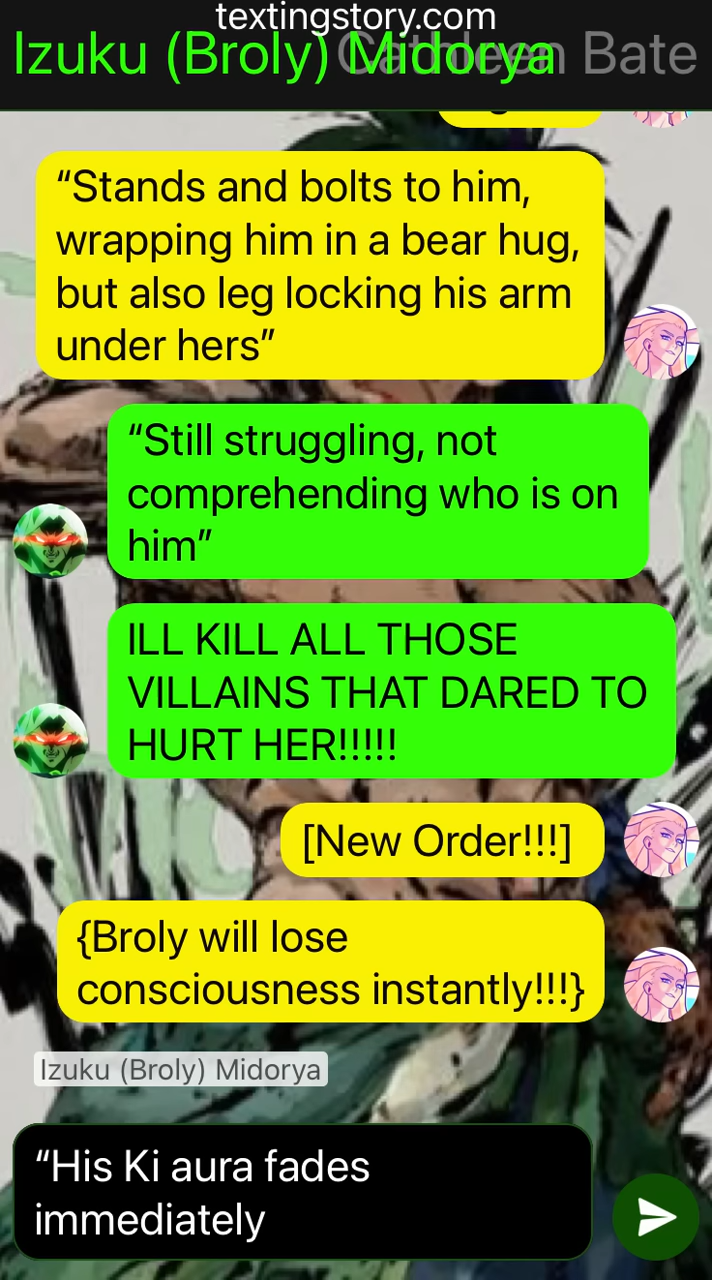 textingstory.com
Izuku (Broly) Midorya
Cathleen Bate
“Stands and bolts to him,
wrapping him in a bear hug,
but also leg locking his arm
under hers”
“Still struggling, not
comprehending who is on
him”
ILL KILL ALL THOSE
VILLAINS THAT DARED TO
HURT HER!!!!!
[New Order!!!]
{Broly will lose
consciousness instantly!!!}
Izuku (Broly) Midorya
“His Ki aura fades
immediately